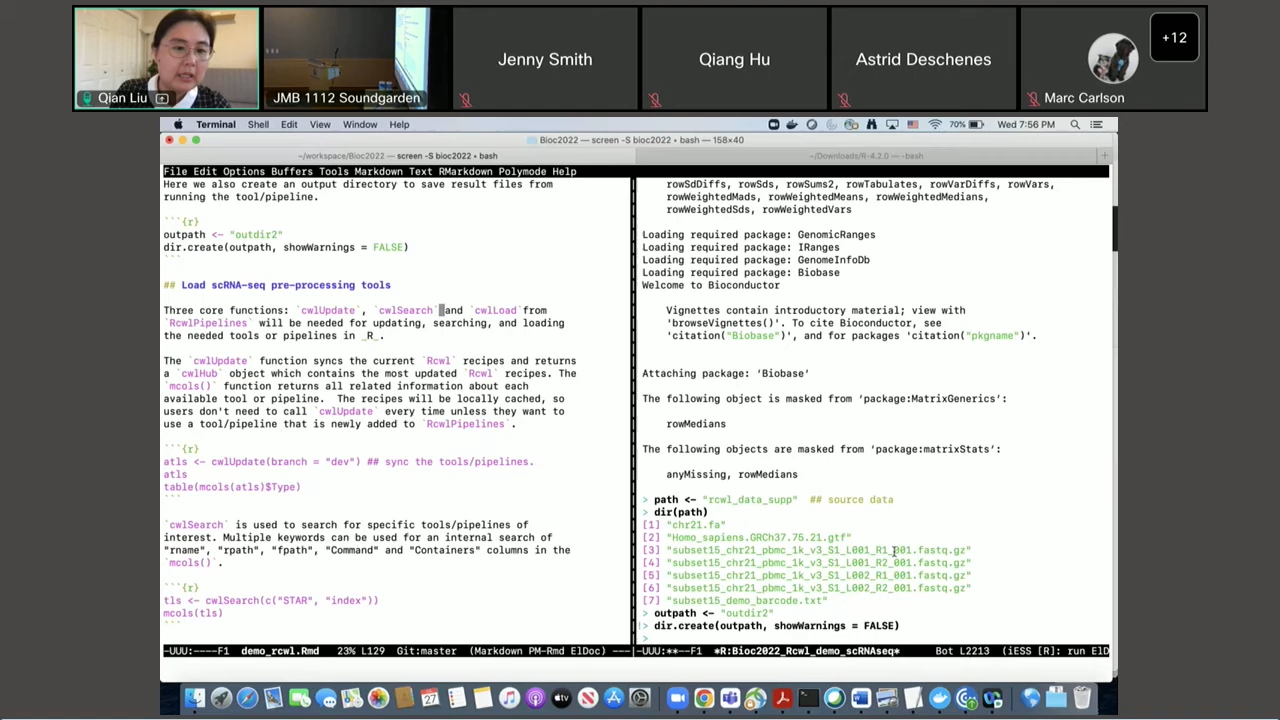 Qian Liu
JMB 1112 Soundgarden
Jenny Smith
Qiang Hu
Astrid Deschenes
Marc Carlson
+12
Terminal Shell Edit View Window Help
70%
Wed 7:56 PM
Bioc2022 — screen -S bioc2022 • bash — 158×40
~/workspace/Bioc2022 — screen -S bioc2022 • bash
~/Downloads/R-4.2.0 — -bash
File Edit Options Buffers Tools Markdown Text RMarkdown Polymode Help
Here we also create an output directory to save result files from
running the tool/pipeline.
```{r}
outpath <- "outdir2"
dir.create(outpath, showWarnings = FALSE)
```
## Load scRNA-seq pre-processing tools
Three core functions: `cwlUpdate`, `cwlSearch` and `cwlLoad`from
`RcwlPipelines` will be needed for updating, searching, and loading
the needed tools or pipelines in _R_.
The `cwlUpdate` function syncs the current `Rcwl` recipes and returns
a `cwlHub` object which contains the most updated `Rcwl` recipes. The
`mcols()` function returns all related information about each
available tool or pipeline.  The recipes will be locally cached, so
users don't need to call `cwlUpdate` every time unless they want to
use a tool/pipeline that is newly added to `RcwlPipelines`.
```{r}
atls <- cwlUpdate(branch = "dev") ## sync the tools/pipelines.
atls
table(mcols(atls)$Type)
```
`cwlSearch` is used to search for specific tools/pipelines of
interest. Multiple keywords can be used for an internal search of
"rname", "rpath", "fpath", "Command" and "Containers" columns in the
`mcols()`.
```{r}
tls <- cwlSearch(c("STAR", "index"))
mcols(tls)
```
-UUU:----F1  demo_rcwl.Rmd    23% L129   Git:master   (Markdown PM-Rmd ElDoc) ---
rowSdDiffs, rowSds, rowSums2, rowTabulates, rowVarDiffs, rowVars,
rowWeightedMads, rowWeightedMeans, rowWeightedMedians,
rowWeightedSds, rowWeightedVars
Loading required package: GenomicRanges
Loading required package: IRanges
Loading required package: GenomeInfoDb
Loading required package: Biobase
Welcome to Bioconductor
Vignettes contain introductory material; view with
'browseVignettes()'. To cite Bioconductor, see
'citation("Biobase")', and for packages 'citation("pkgname")'.
Attaching package: ‘Biobase’
The following object is masked from ‘package:MatrixGenerics’:
rowMedians
The following objects are masked from ‘package:matrixStats’:
anyMissing, rowMedians
> path <- "rcwl_data_supp"  ## source data
> dir(path)
[1] "chr21.fa"
[2] "Homo_sapiens.GRCh37.75.21.gtf"
[3] "subset15_chr21_pbmc_1k_v3_S1_L001_R1_001.fastq.gz"
[4] "subset15_chr21_pbmc_1k_v3_S1_L001_R2_001.fastq.gz"
[5] "subset15_chr21_pbmc_1k_v3_S1_L002_R1_001.fastq.gz"
[6] "subset15_chr21_pbmc_1k_v3_S1_L002_R2_001.fastq.gz"
[7] "subset15_demo_barcode.txt"
> outpath <- "outdir2"
> dir.create(outpath, showWarnings = FALSE)
>
-UUU:**--F1  *R:Bioc2022_Rcwl_demo_scRNAseq*    Bot L2213  (iESS [R]: run ElD